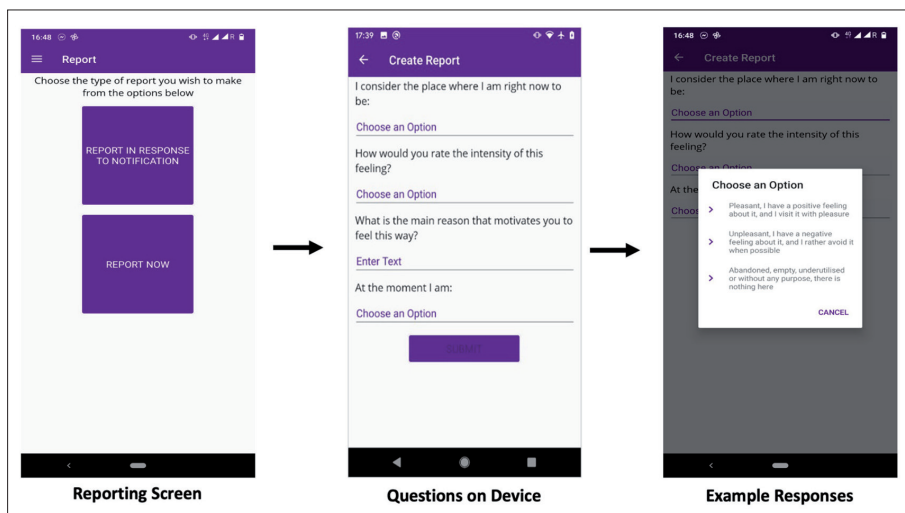 16:48
R
Report
Choose the type of report you wish to make
from the options below
REPORT IN RESPONSE
TO NOTIFICATION
REPORT NOW
Reporting Screen
17:39
Create Report
I consider the place where I am right now to
be:
Choose an Option
How would you rate the intensity of this
feeling?
Choose an Option
What is the main reason that motivates you to
feel this way?
Enter Text
At the moment I am:
Choose an Option
SUBMIT
Questions on Device
16:48
R
Create Report
I consider the place where I am right now to
be:
Choose an Option
How would you rate the intensity of this
feeling?
Choose an Option
At the
Choos
Choose an Option
Pleasant, I have a positive feeling
about it, and I visit it with pleasure
Unpleasant, I have a negative
feeling about it, and I rather avoid it
when possible
Abandoned, empty, underutilised
or without any purpose, there is
nothing here
CANCEL
Example Responses